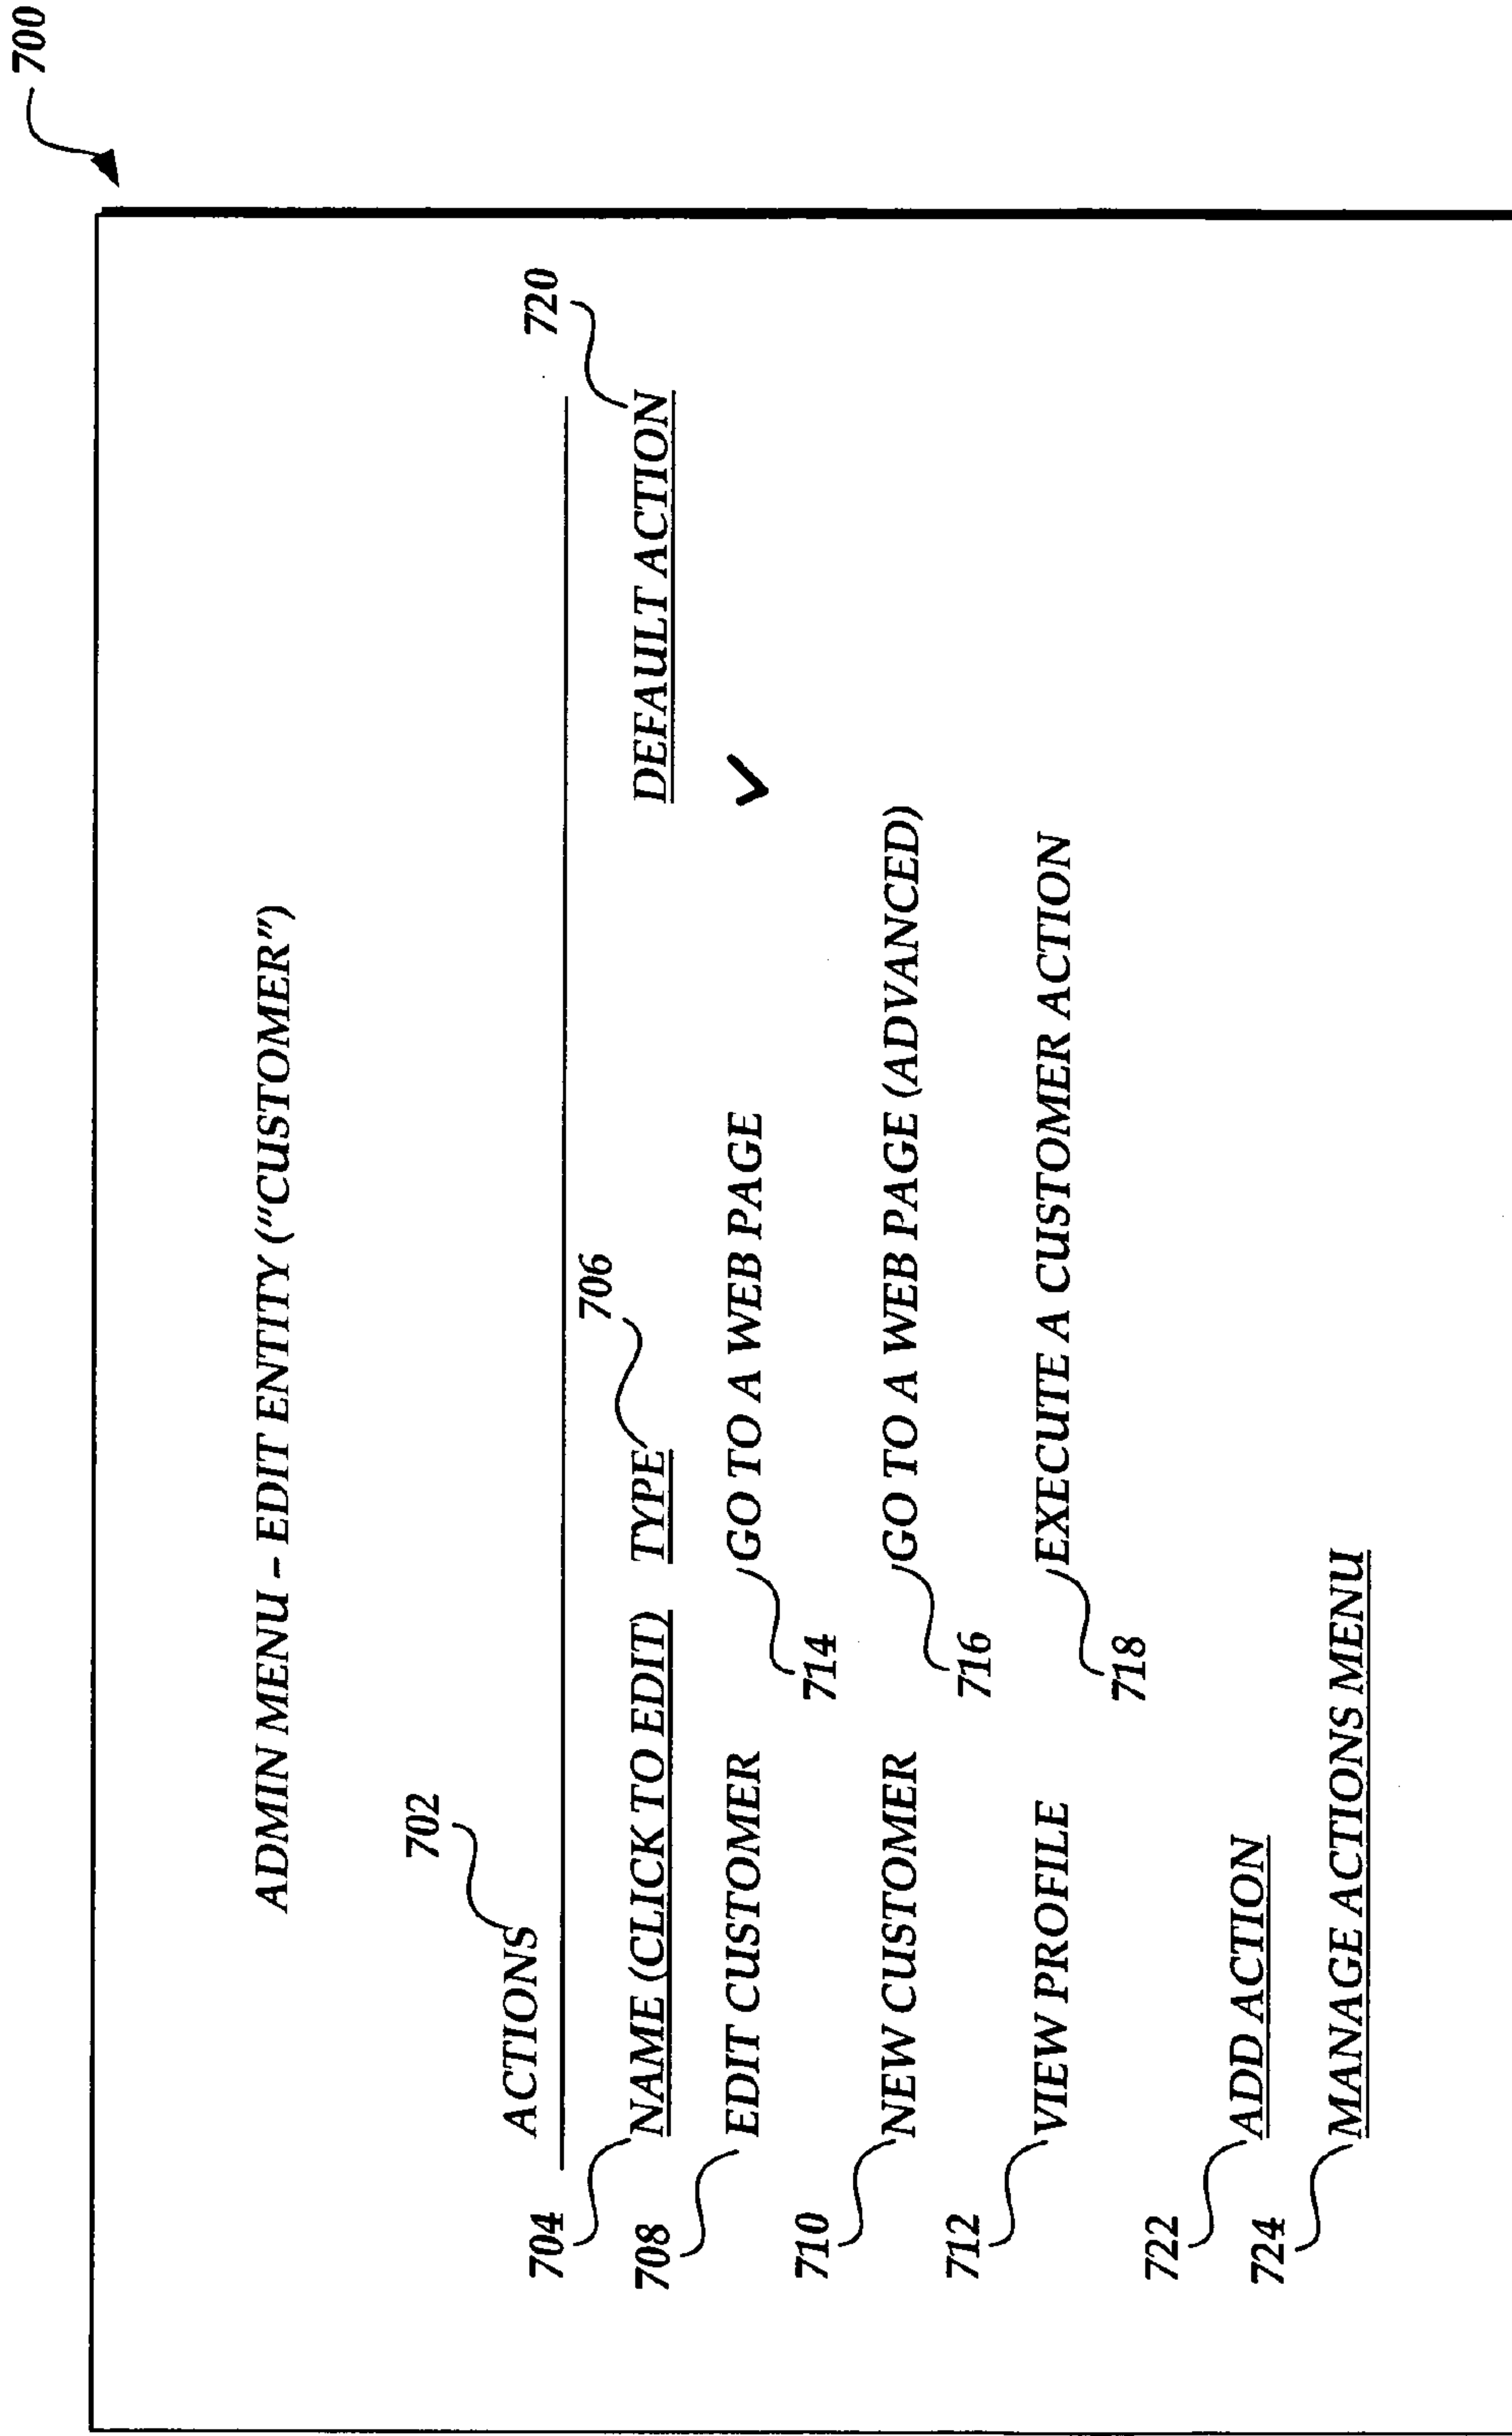 700
ADMIN MENU – EDIT ENTITY ("CUSTOMER")
702
ACTIONS
720
704 NAME (CLICK TO EDIT) TYPE 706 DEFAULT ACTION
708 EDIT CUSTOMER GO TO A WEB PAGE ✓
714
710 NEW CUSTOMER GO TO A WEB PAGE (ADVANCED)
716
712 VIEW PROFILE EXECUTE A CUSTOMER ACTION
718
722 ADD ACTION
724 MANAGE ACTIONS MENU